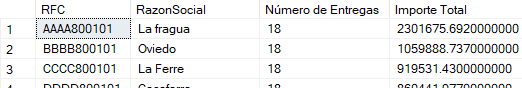 RFC RazonSocial Número de Entregas Importe Total
1 AAAA800101 La fragua 18 2301675.6920000000
2 BBBB800101 Oviedo 18 1059888.7370000000
3 CCCC800101 La Ferre 18 919531.4300000000